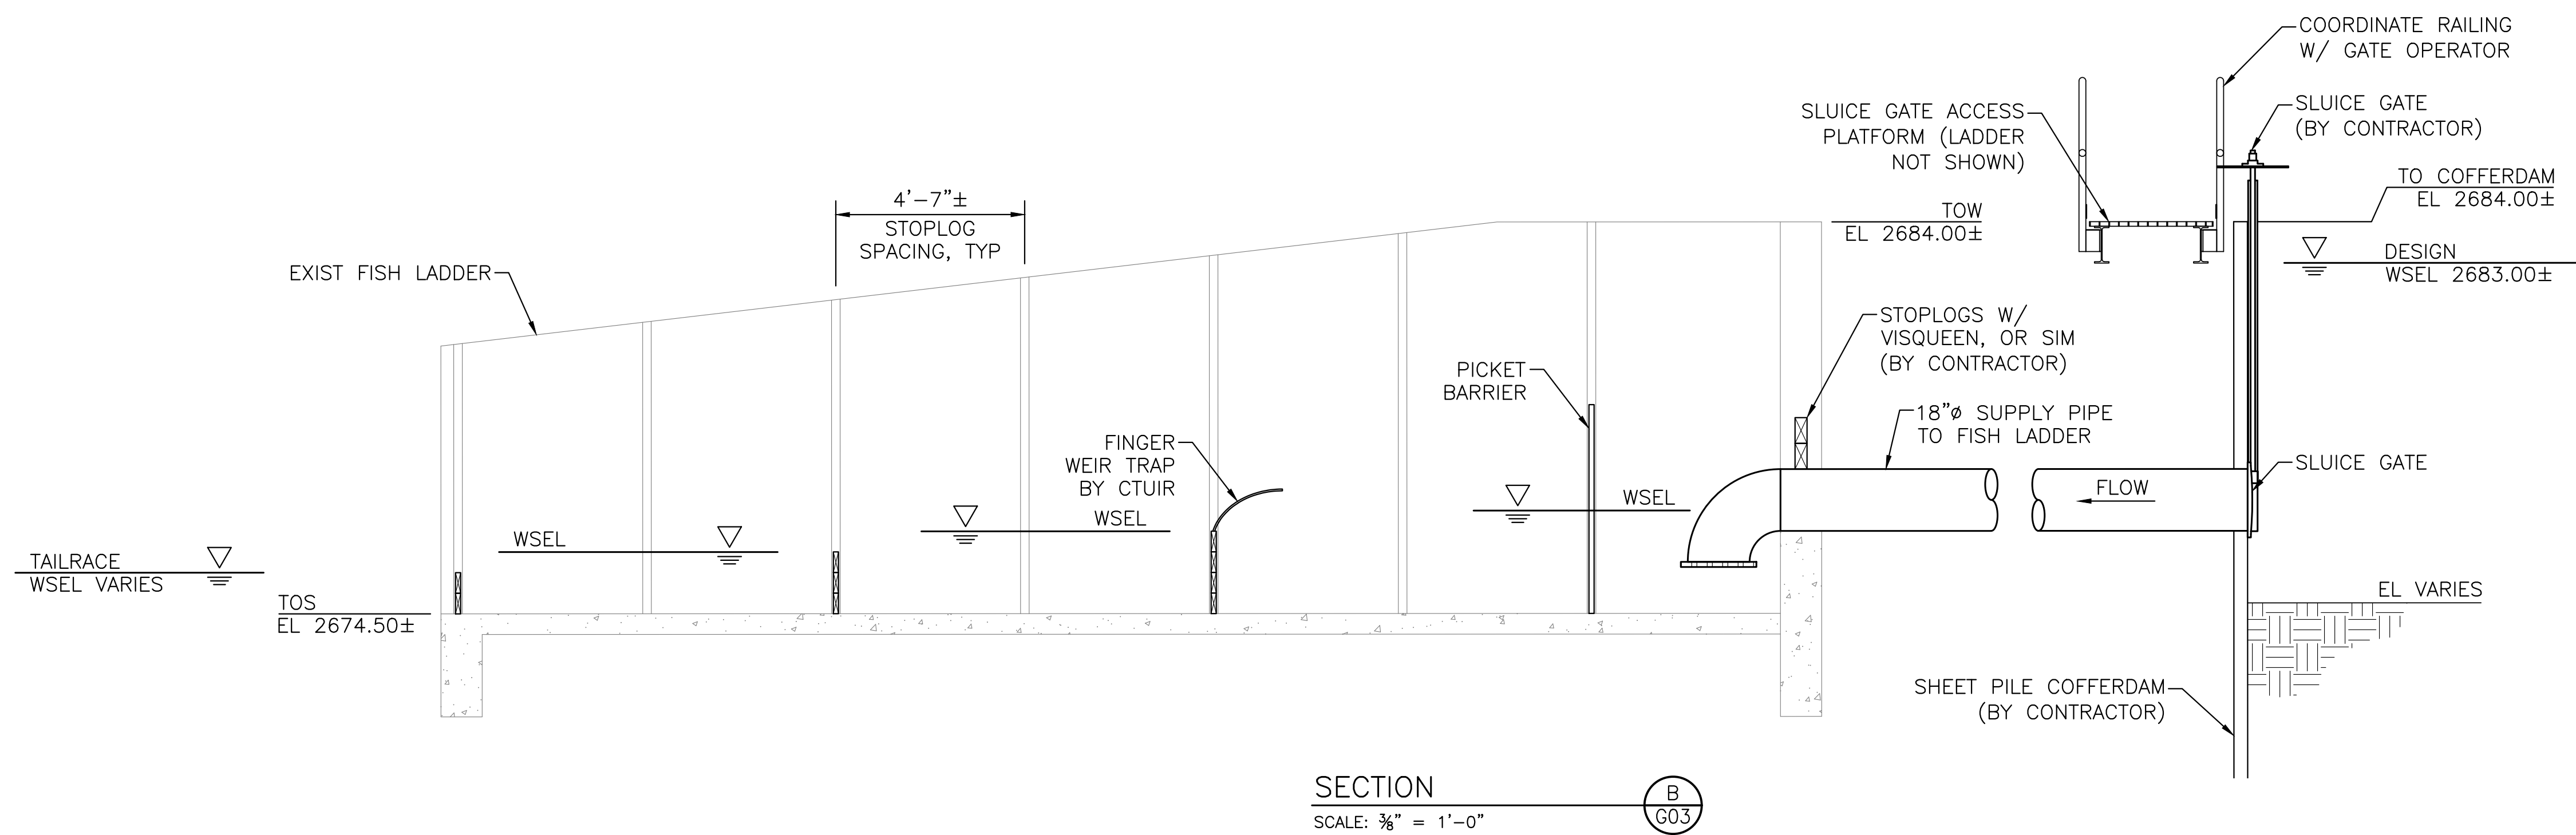 COORDINATE RAILING
W/ GATE OPERATOR
SLUICE GATE ACCESS
PLATFORM (LADDER
NOT SHOWN)
SLUICE GATE
(BY CONTRACTOR)
TO COFFERDAM
EL 2684.00±
4'-7"±
STOPLOG
SPACING, TYP
TOW
EL 2684.00±
DESIGN
WSEL 2683.00±
EXIST FISH LADDER
STOPLOGS W/
VISQUEEN, OR SIM
(BY CONTRACTOR)
PICKET
BARRIER
18"ø SUPPLY PIPE
TO FISH LADDER
FINGER
WEIR TRAP
BY CTUIR
SLUICE GATE
FLOW
WSEL
WSEL
WSEL
TAILRACE
WSEL VARIES
TOS
EL 2674.50±
EL VARIES
SHEET PILE COFFERDAM
(BY CONTRACTOR)
SECTION
SCALE: ⅜" = 1'-0"
B
G03